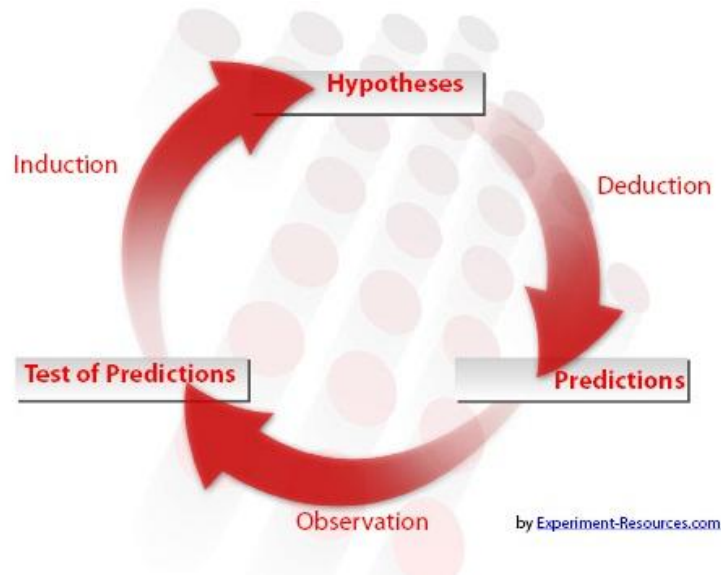 Hypotheses
Induction
Deduction
Test of Predictions
Predictions
Observation
by Experiment-Resources.com